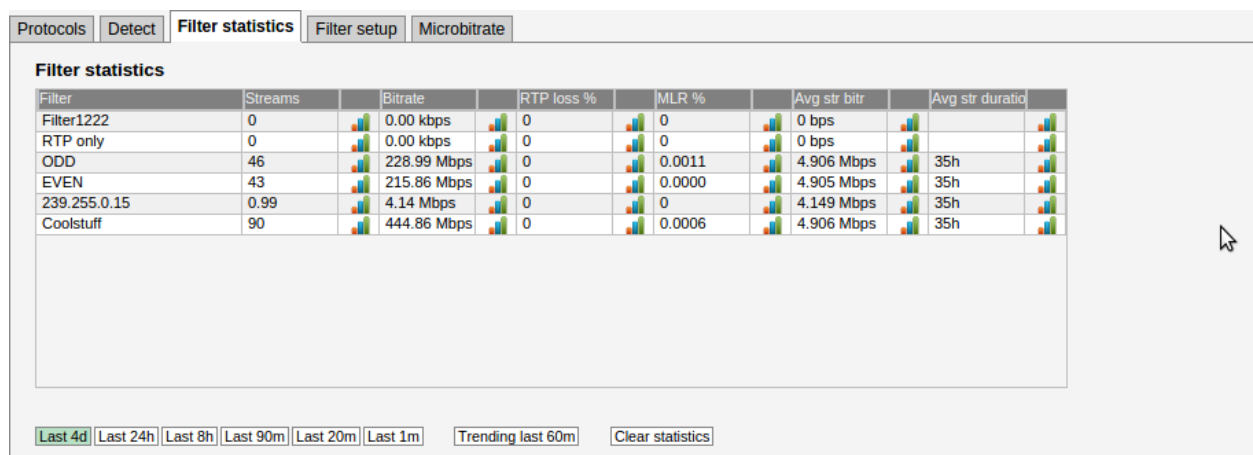 Protocols Detect Filter statistics Filter setup Microbitrate
Filter statistics
Filter Streams Bitrate RTP loss % MLR % Avg str bitr Avg str duratio
Filter1222 0 0.00 kbps 0 0 0 bps
RTP only 0 0.00 kbps 0 0 0 bps
ODD 46 228.99 Mbps 0 0.0011 4.906 Mbps 35h
EVEN 43 215.86 Mbps 0 0.0000 4.905 Mbps 35h
239.255.0.15 0.99 4.14 Mbps 0 0 4.149 Mbps 35h
Coolstuff 90 444.86 Mbps 0 0.0006 4.906 Mbps 35h
Last 4d Last 24h Last 8h Last 90m Last 20m Last 1m Trending last 60m Clear statistics